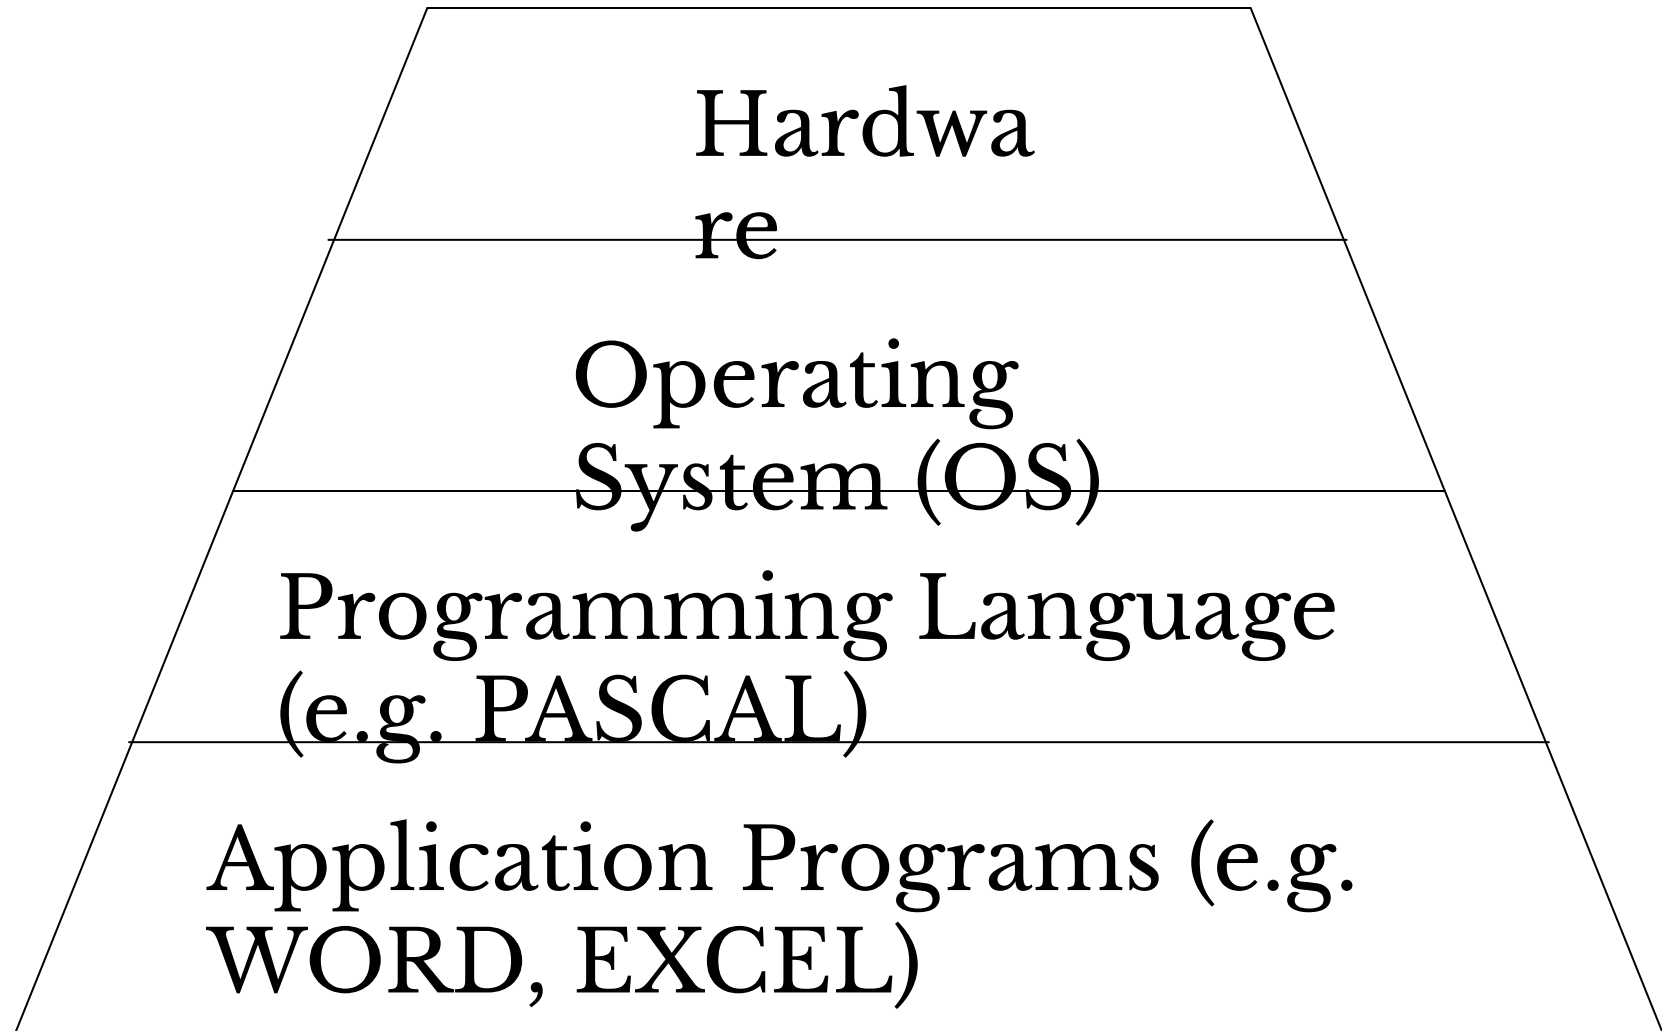 Hardwa
re
Operating
System (OS)
Programming Language
(e.g. PASCAL)
Application Programs (e.g.
WORD, EXCEL)